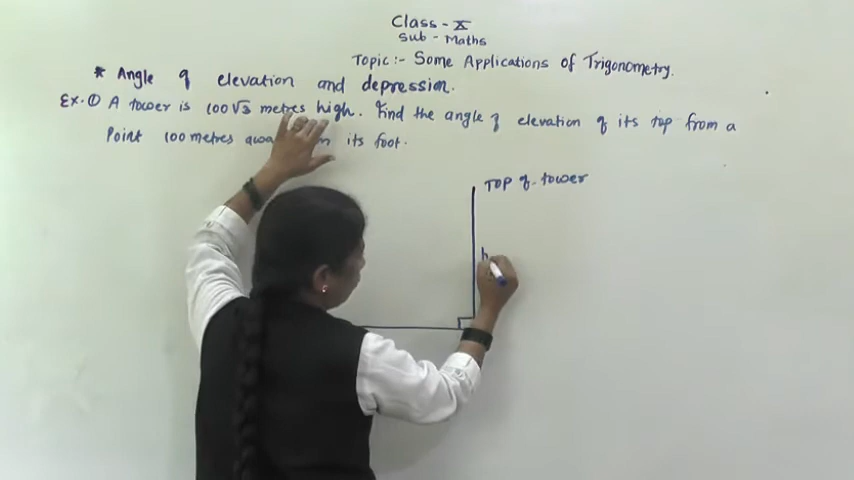 Class - X
Sub - Maths
Topic :- Some Applications of Trigonometry.
* Angle of elevation and depression.
Ex. ① A tower is 100√3 metres high. Find the angle of elevation of its top from a
Point 100 metres its foot.
TOP of tower
h